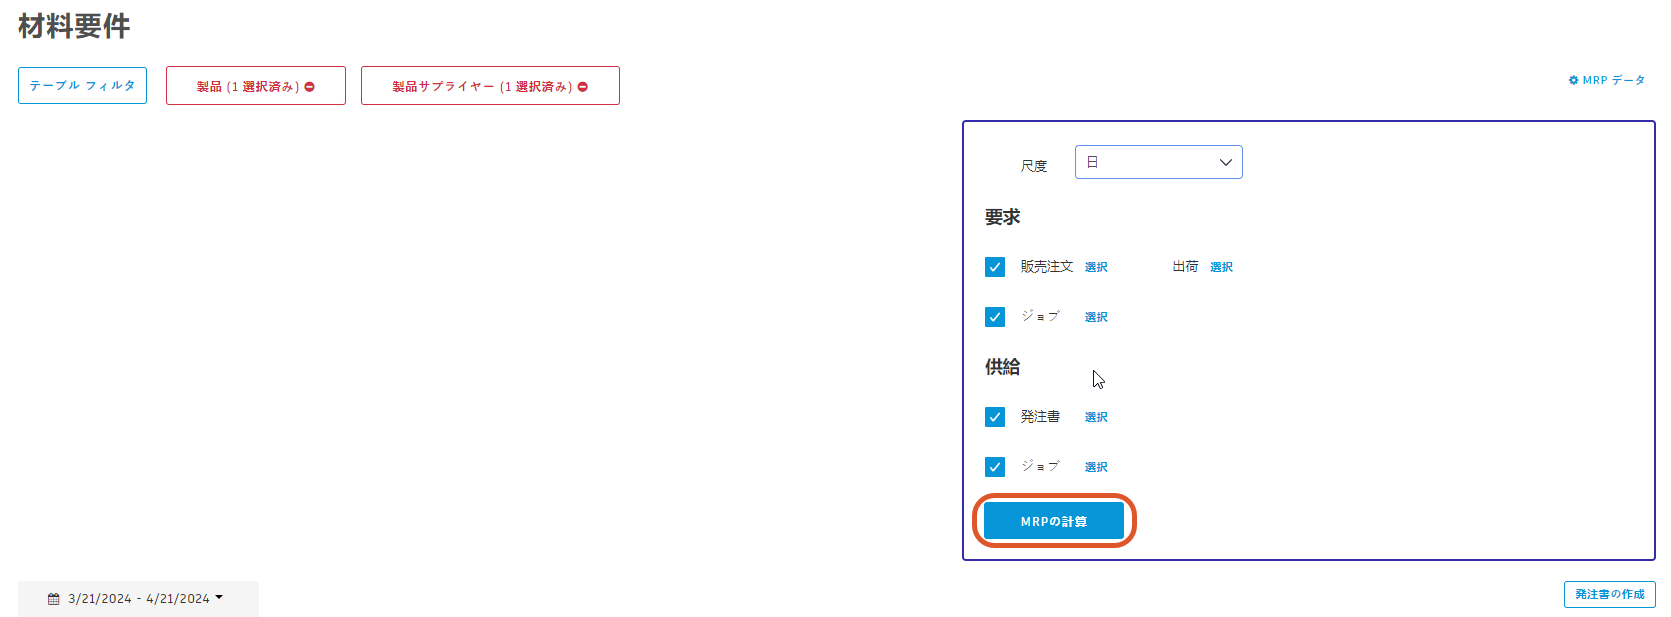 材料要件
テーブル フィルタ
製品 (1 選択済み)
製品サプライヤー (1 選択済み)
MRP データ
尺度
日
要求
販売注文 選択 出荷 選択
ジョブ 選択
供給
発注書 選択
ジョブ 選択
MRPの計算
3/21/2024 - 4/21/2024
発注書の作成